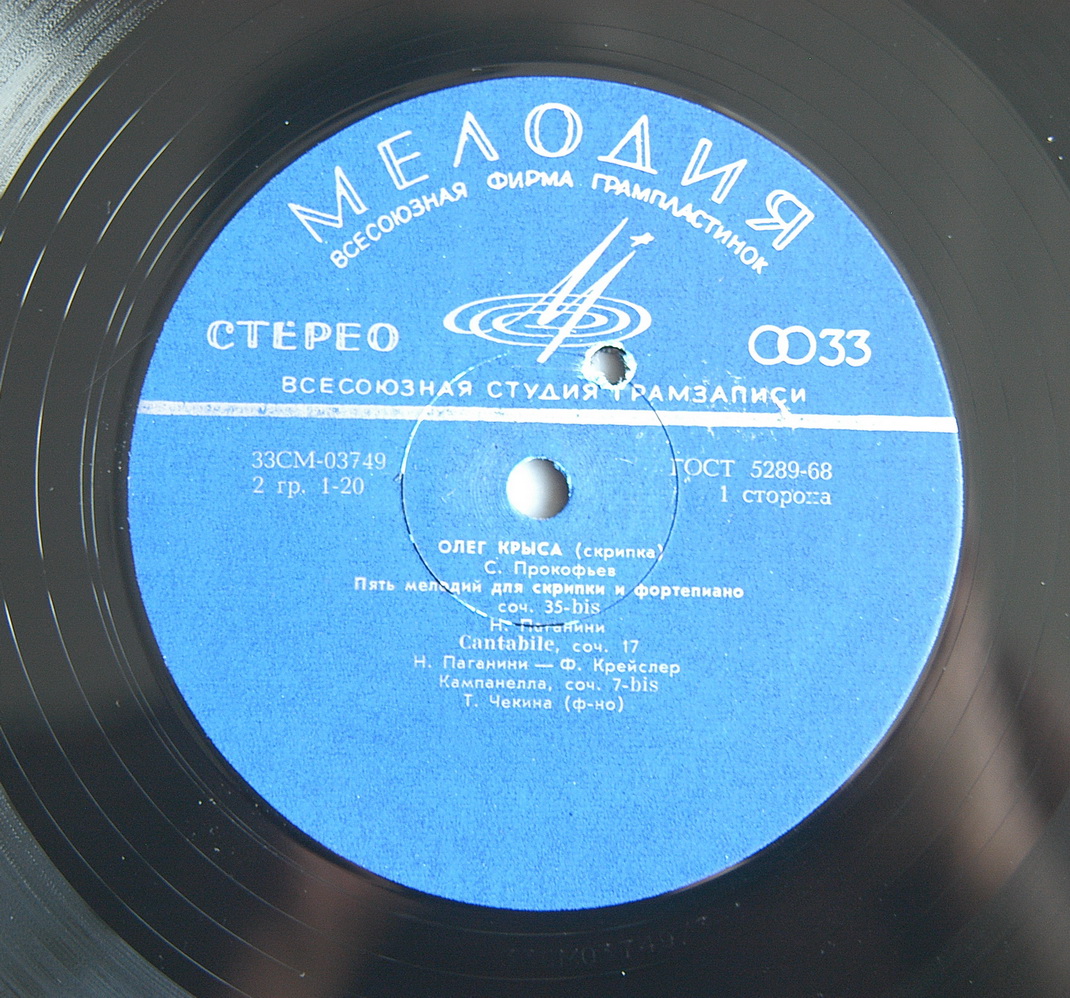 МЕЛОДИЯ
ВСЕСОЮЗНАЯ ФИРМА ГРАМПЛАСТИНОК
СТЕРЕО
33
ВСЕСОЮЗНАЯ СТУДИЯ ГРАМЗАПИСИ
33СМ-03749
2 гр. 1-20
ГОСТ 5289-68
1 сторона
ОЛЕГ КРЫСА (скрипка)
С. Прокофьев
Пять мелодий для скрипки и фортепиано
соч. 35-bis
Н. Паганини
Cantabile, соч. 17
Н. Паганини — Ф. Крейслер
Кампанелла, соч. 7-bis
Т. Чекина (ф-но)